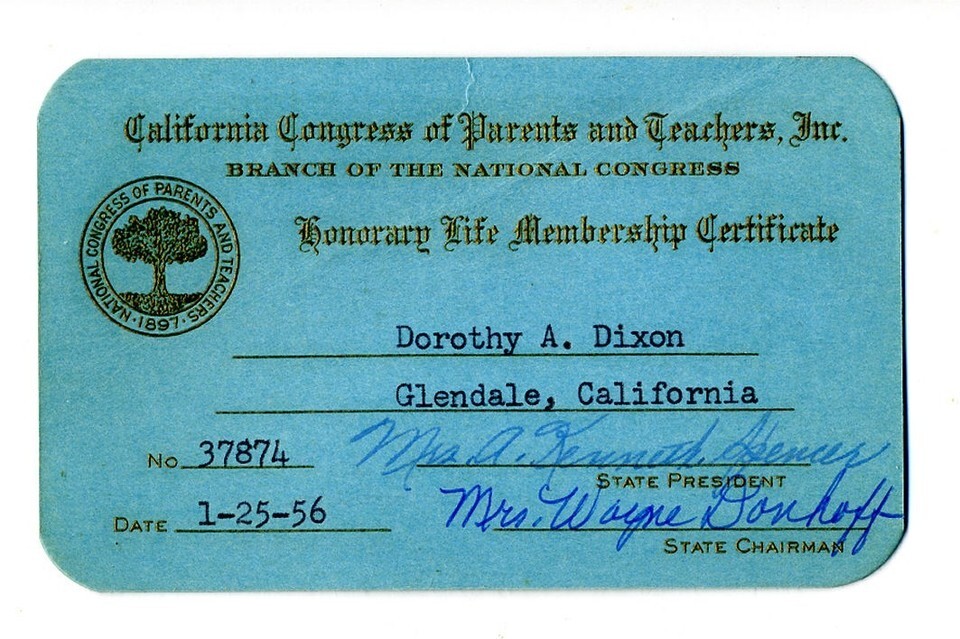 California Congress of Parents and Teachers, Inc.
BRANCH OF THE NATIONAL CONGRESS
Honorary Life Membership Certificate
NATIONAL CONGRESS OF PARENTS AND TEACHERS
· 1897 ·
Dorothy A. Dixon
Glendale, California
No. 37874
Mrs. A. Kenneth Spencer
STATE PRESIDENT
Mrs. Wayne Donhoff
STATE CHAIRMAN
DATE 1-25-56